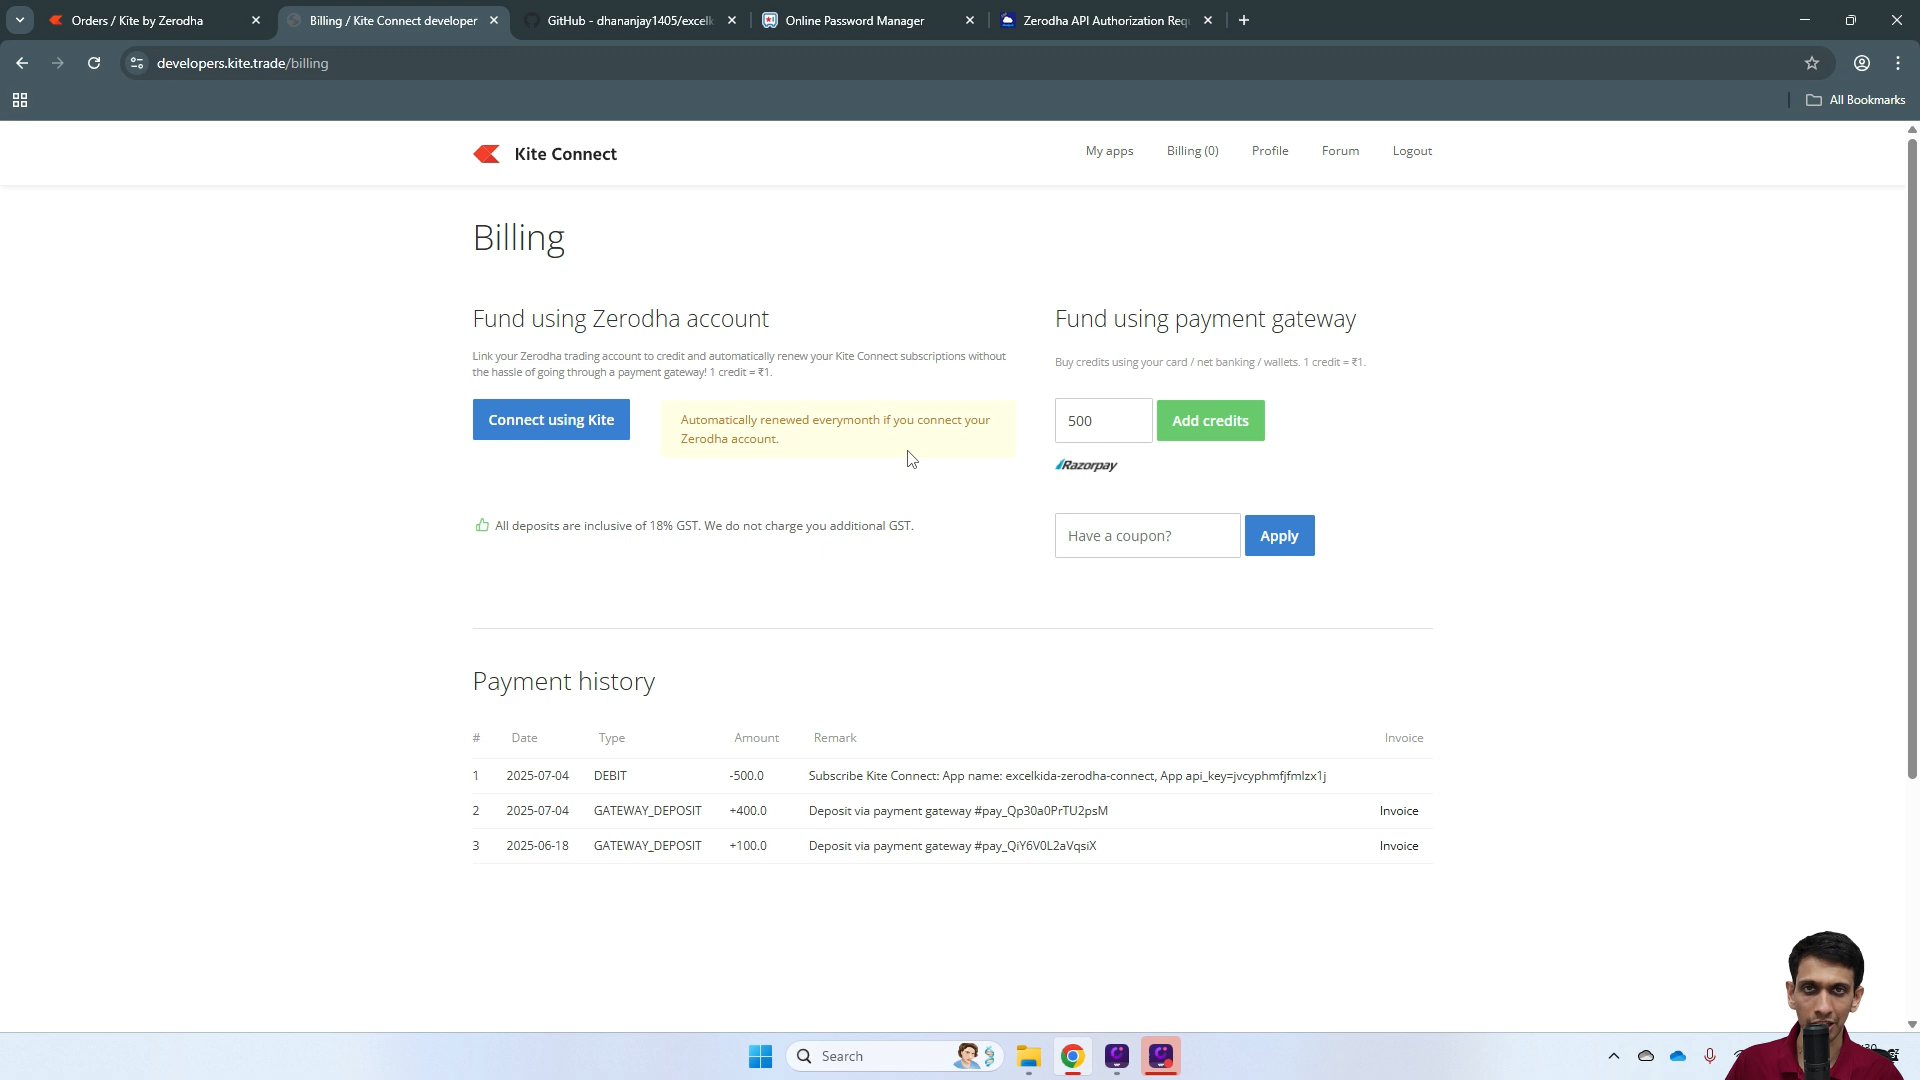 Orders / Kite by Zerodha
Billing / Kite Connect developer
GitHub - dhananjay1405/excelk
Online Password Manager
Zerodha API Authorization Req
developers.kite.trade/billing
All Bookmarks
Kite Connect
My apps
Billing (0)
Profile
Forum
Logout
Billing
Fund using Zerodha account
Link your Zerodha trading account to credit and automatically renew your Kite Connect subscriptions without
the hassle of going through a payment gateway! 1 credit = ₹1.
Connect using Kite
Automatically renewed everymonth if you connect your
Zerodha account.
All deposits are inclusive of 18% GST. We do not charge you additional GST.
Fund using payment gateway
Buy credits using your card / net banking / wallets. 1 credit = ₹1.
500
Add credits
Razorpay
Have a coupon?
Apply
Payment history
# Date Type Amount Remark Invoice
1 2025-07-04 DEBIT -500.0 Subscribe Kite Connect: App name: excelkida-zerodha-connect, App api_key=jvcyphmfjfmlzx1j
2 2025-07-04 GATEWAY_DEPOSIT +400.0 Deposit via payment gateway #pay_Qp30a0PrTU2psM Invoice
3 2025-06-18 GATEWAY_DEPOSIT +100.0 Deposit via payment gateway #pay_QiY6V0L2aVqsiX Invoice
Search